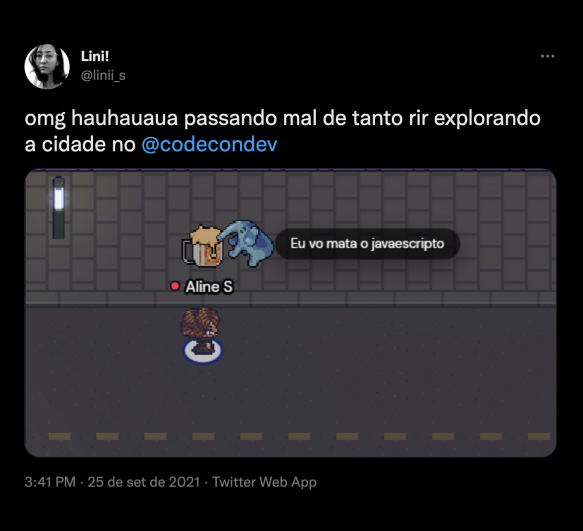 Lini!
@linii_s
omg hauhauaua passando mal de tanto rir explorando
a cidade no @codecondev
Eu vo mata o javaescripto
Aline S
3:41 PM · 25 de set de 2021 · Twitter Web App